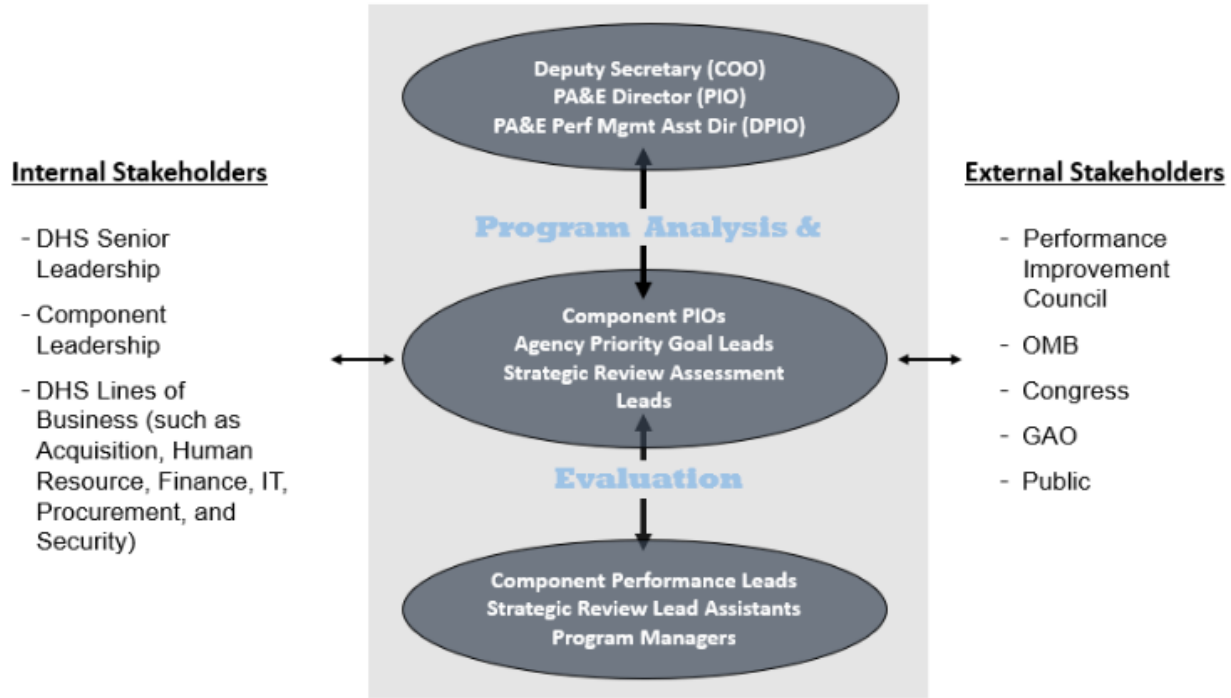 Deputy Secretary (COO)
PA&E Director (PIO)
PA&E Perf Mgmt Asst Dir (DPIO)
Internal Stakeholders
- DHS Senior
Leadership
- Component
Leadership
- DHS Lines of
Business (such as
Acquisition, Human
Resource, Finance, IT,
Procurement, and
Security)
Program Analysis &
Component PIOs
Agency Priority Goal Leads
Strategic Review Assessment
Leads
Evaluation
Component Performance Leads
Strategic Review Lead Assistants
Program Managers
External Stakeholders
- Performance
Improvement
Council
- OMB
- Congress
- GAO
- Public